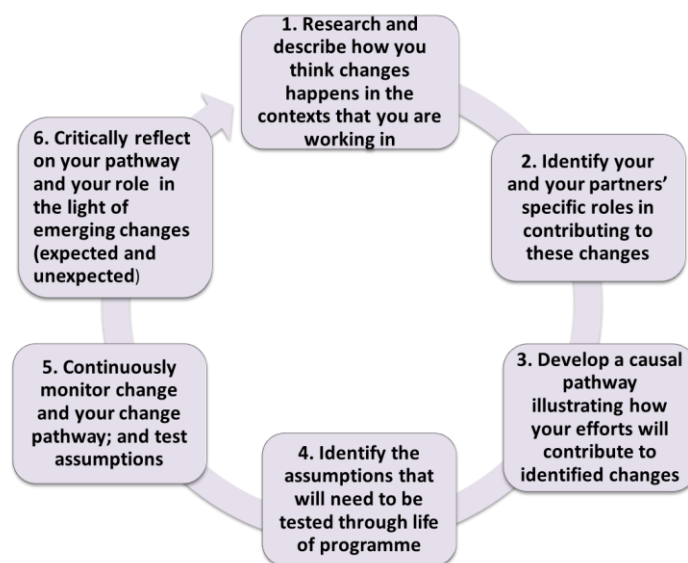 1. Research and
describe how you
think changes
happens in the
contexts that you are
working in
2. Identify your
and your partners’
specific roles in
contributing to
these changes
3. Develop a causal
pathway
illustrating how
your efforts will
contribute to
identified changes
4. Identify the
assumptions that
will need to be
tested through life
of programme
5. Continuously
monitor change
and your change
pathway; and test
assumptions
6. Critically reflect
on your pathway
and your role in
the light of
emerging changes
(expected and
unexpected)